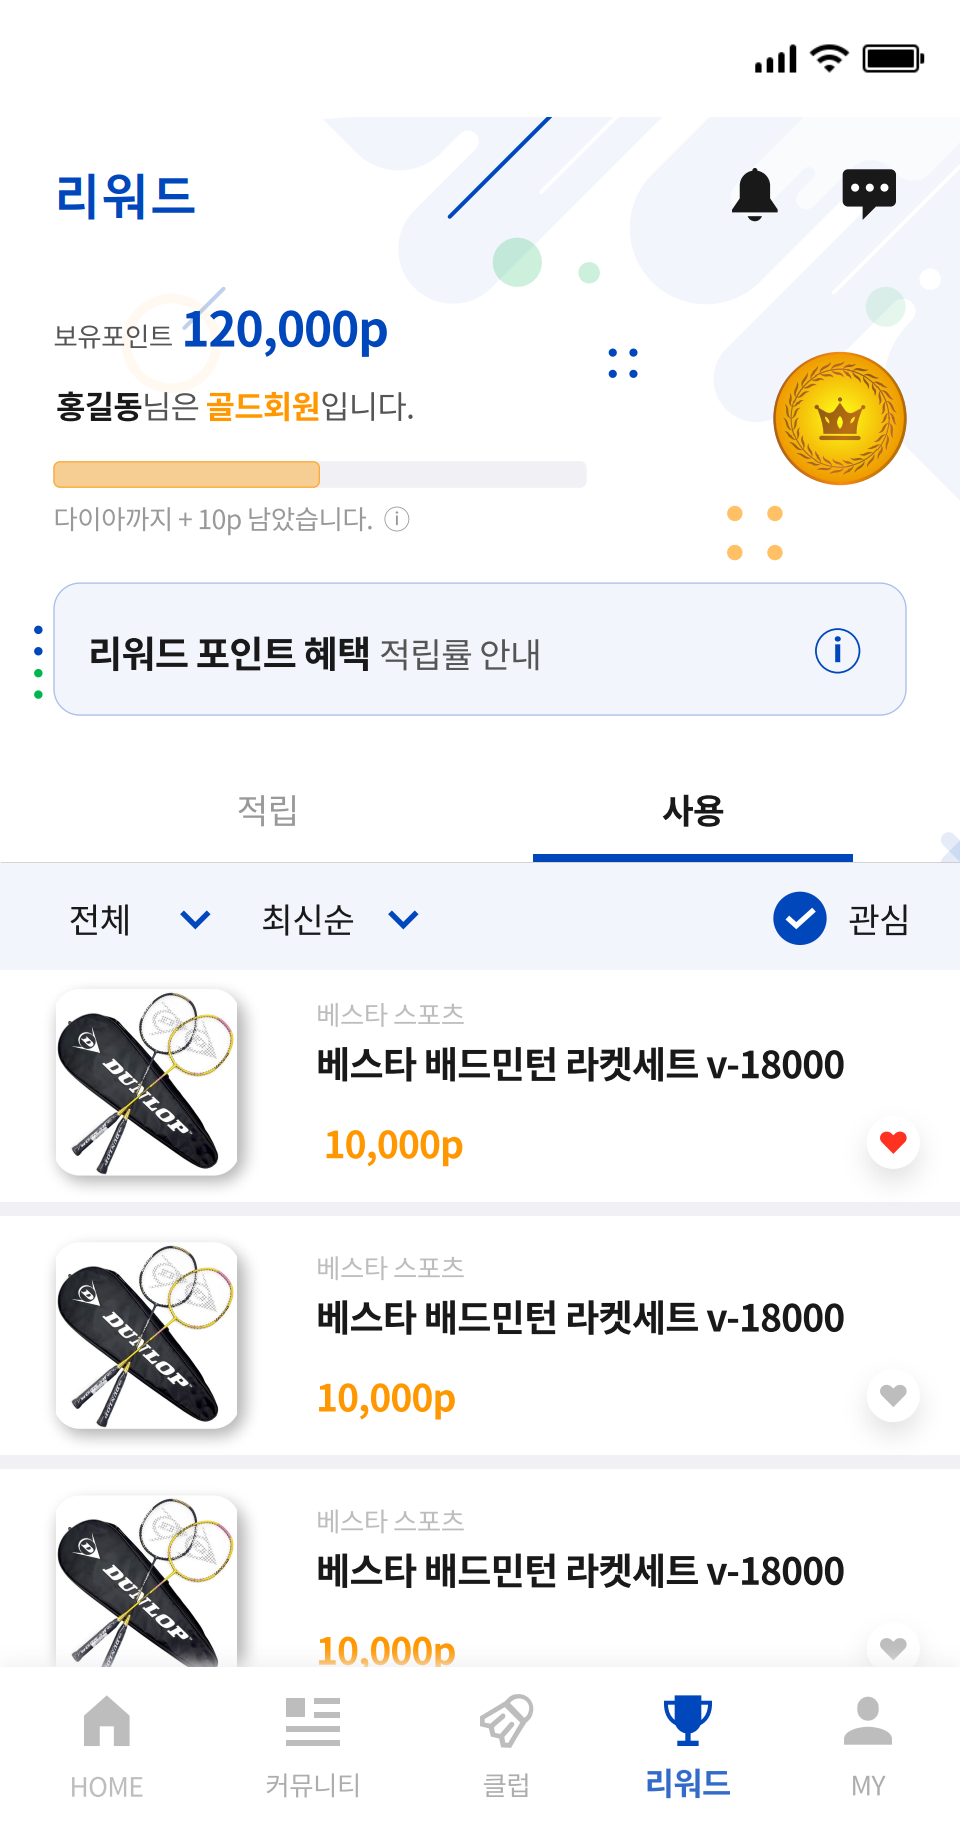 리워드
보유포인트 120,000p
홍길동님은 골드회원입니다.
다이아까지 + 10p 남았습니다. ⓘ
리워드 포인트 혜택 적립률 안내
적립 사용
전체 최신순 관심
DUNLOP
베스타 스포츠
베스타 배드민턴 라켓세트 v-18000
10,000p
DUNLOP
베스타 스포츠
베스타 배드민턴 라켓세트 v-18000
10,000p
DUNLOP
베스타 스포츠
베스타 배드민턴 라켓세트 v-18000
10,000p
HOME 커뮤니티 클럽 리워드 MY